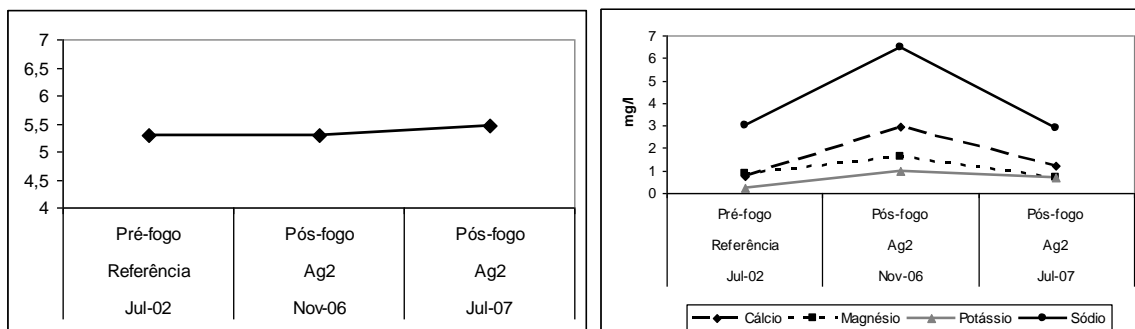 7
6,5
6
5,5
5
4,5
4
Pré-fogo Pós-fogo Pós-fogo
Referência Ag2 Ag2
Jul-02 Nov-06 Jul-07
7
6
5
4
3
2
1
0
mg/l
Pré-fogo Pós-fogo Pós-fogo
Referência Ag2 Ag2
Jul-02 Nov-06 Jul-07
Cálcio Magnésio Potássio Sódio